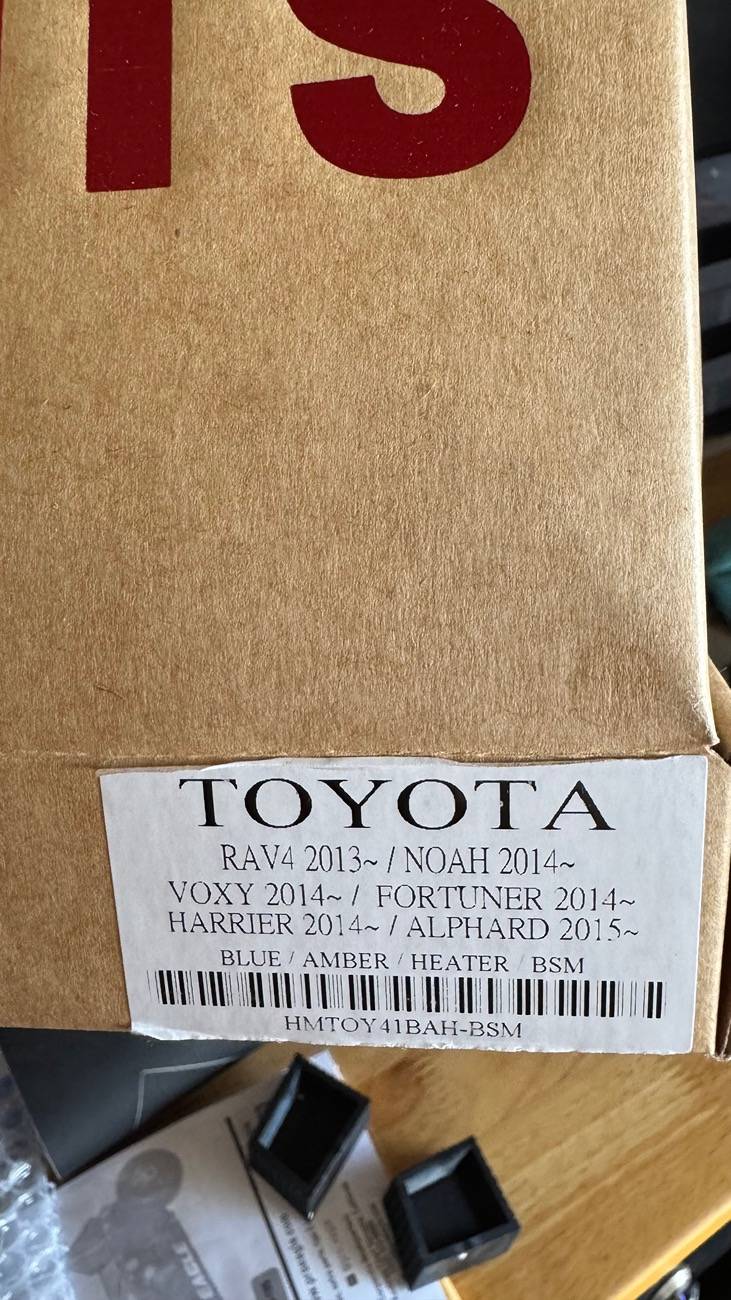 TS
TOYOTA
RAV4 2013~ / NOAH 2014~
VOXY 2014~ / FORTUNER 2014~
HARRIER 2014~ / ALPHARD 2015~
BLUE / AMBER / HEATER / BSM
HMTOY41BAH-BSM